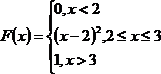 0, x < 2
F(x) = { (x − 2)², 2 ≤ x ≤ 3
1, x > 3